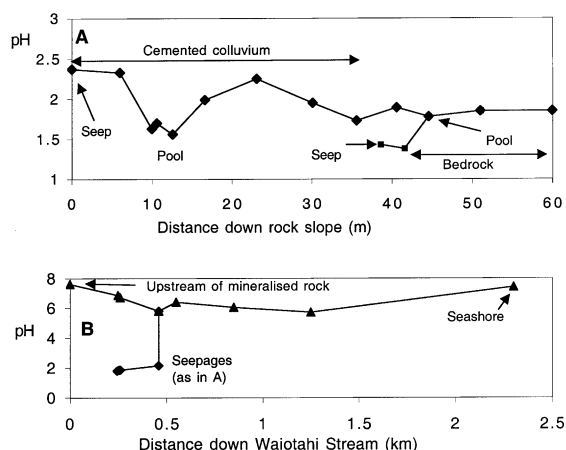 3
pH
A
Cemented colluvium
2.5
2
Seep
Pool
Seep
Pool
1.5
Bedrock
1
0 10 20 30 40 50 60
Distance down rock slope (m)
8
Upstream of mineralised rock
6
pH
B
Seashore
4
Seepages
(as in A)
2
0
0 0.5 1 1.5 2 2.5
Distance down Waiotahi Stream (km)